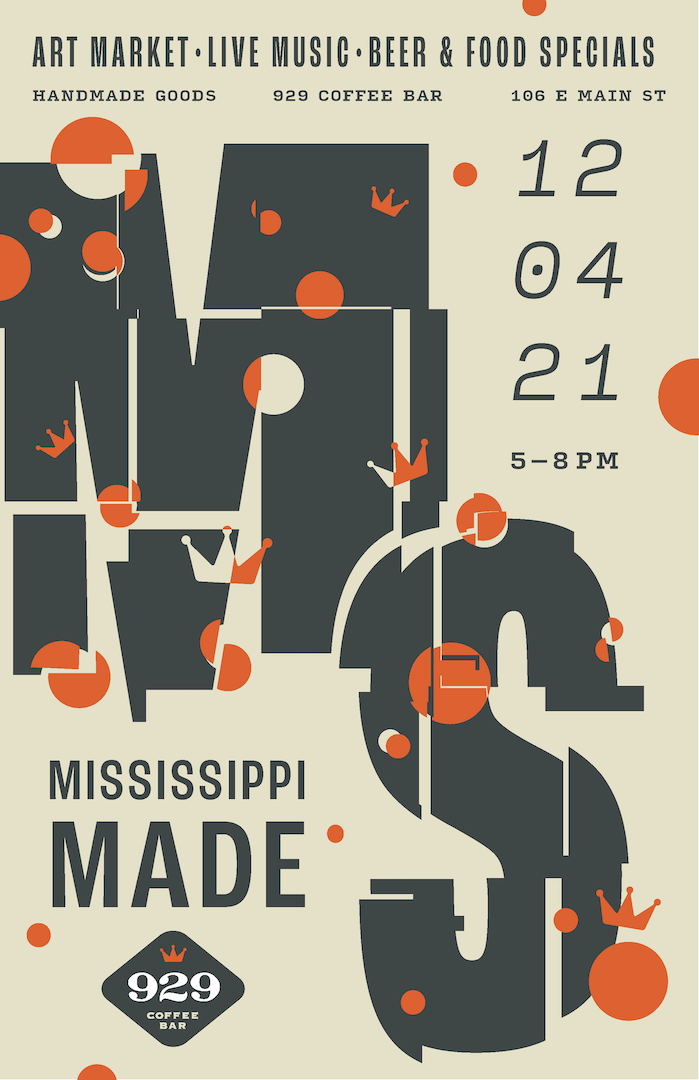 ART MARKET•LIVE MUSIC•BEER & FOOD SPECIALS
HANDMADE GOODS 929 COFFEE BAR 106 E MAIN ST
12
04
21
5–8PM
MIS
MISSISSIPPI
MADE
929
COFFEE
BAR